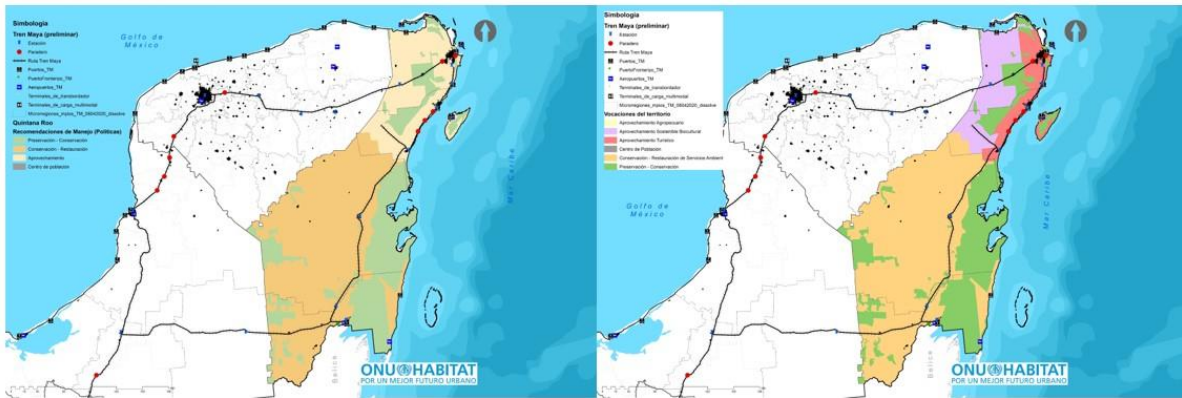 Simbología
Tren Maya (preliminar)
Estación
Paradero
Ruta Tren Maya
Puertos_TM
PuertoFronterizo_TM
Aeropuertos_TM
Terminales_de_transbordador
Terminales_de_carga_multimodal
Microregiones_mpios_TM_08042020_dissolve
Quintana Roo
Recomendaciones de Manejo (Políticas)
Preservación - Conservación
Conservación - Restauración
Aprovechamiento
Centro de población
Golfo de
México
Mar Caribe
Belice
ONU HABITAT
POR UN MEJOR FUTURO URBANO
Simbología
Tren Maya (preliminar)
Estación
Paradero
Ruta Tren Maya
Puertos_TM
PuertoFronterizo_TM
Aeropuertos_TM
Terminales_de_transbordador
Terminales_de_carga_multimodal
Microregiones_mpios_TM_08042020_dissolve
Vocaciones del territorio
Aprovechamiento Agropecuario
Aprovechamiento Sostenible Biocultural
Aprovechamiento Turístico
Centro de Población
Conservación - Restauración de Servicios Ambient
Preservación - Conservación
Golfo de
México
Mar Caribe
Belice
ONU HABITAT
POR UN MEJOR FUTURO URBANO